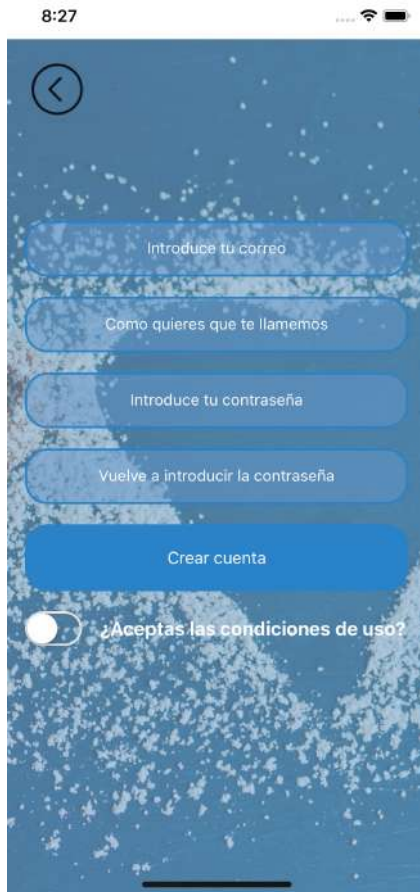 8:27
Introduce tu correo
Como quieres que te llamemos
Introduce tu contraseña
Vuelve a introducir la contraseña
Crear cuenta
¿Aceptas las condiciones de uso?